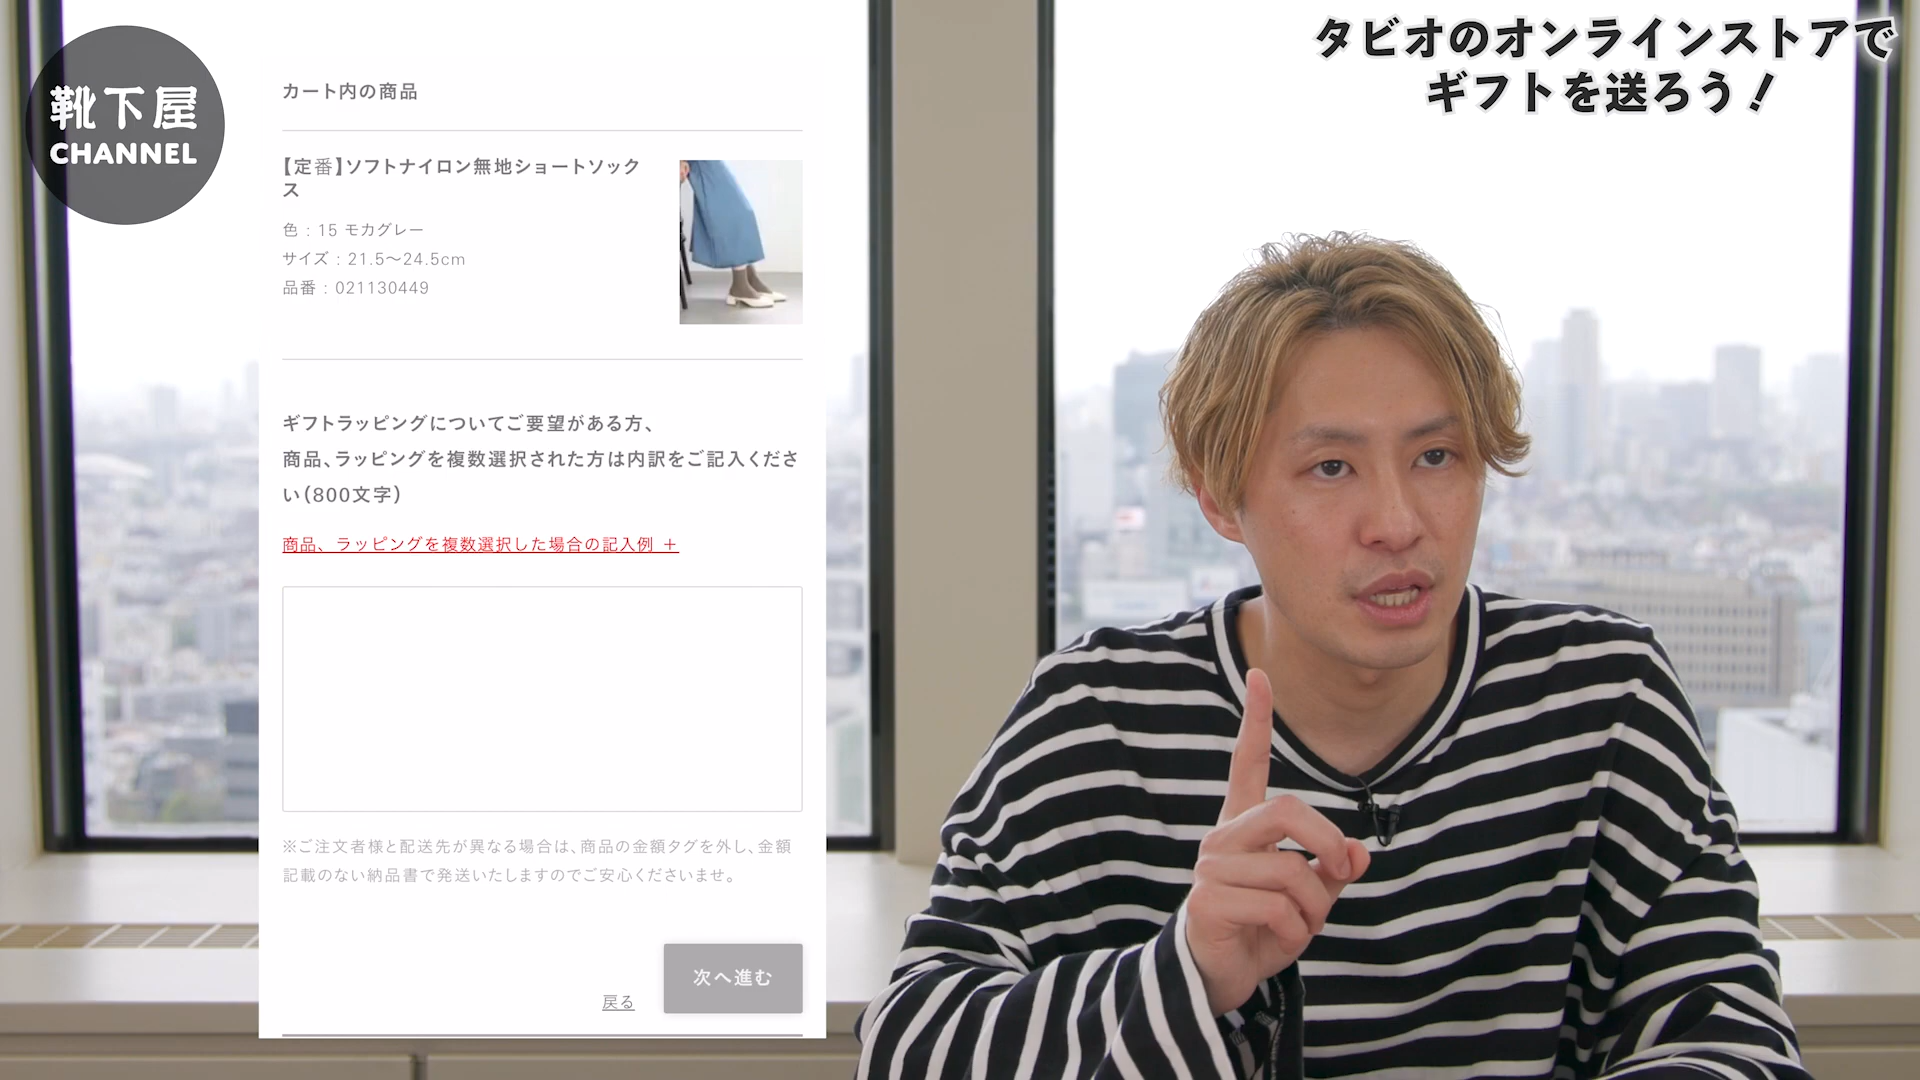 靴下屋
CHANNEL
タビオのオンラインストアで
ギフトを送ろう！
カート内の商品
【定番】ソフトナイロン無地ショートソック
ス
色：15 モカグレー
サイズ：21.5〜24.5cm
品番：021130449
ギフトラッピングについてご要望がある方、
商品、ラッピングを複数選択された方は内訳をご記入くださ
い（800文字）
商品、ラッピングを複数選択した場合の記入例 ＋
※ご注文者様と配送先が異なる場合は、商品の金額タグを外し、金額
記載のない納品書で発送いたしますのでご安心くださいませ。
次へ進む
戻る